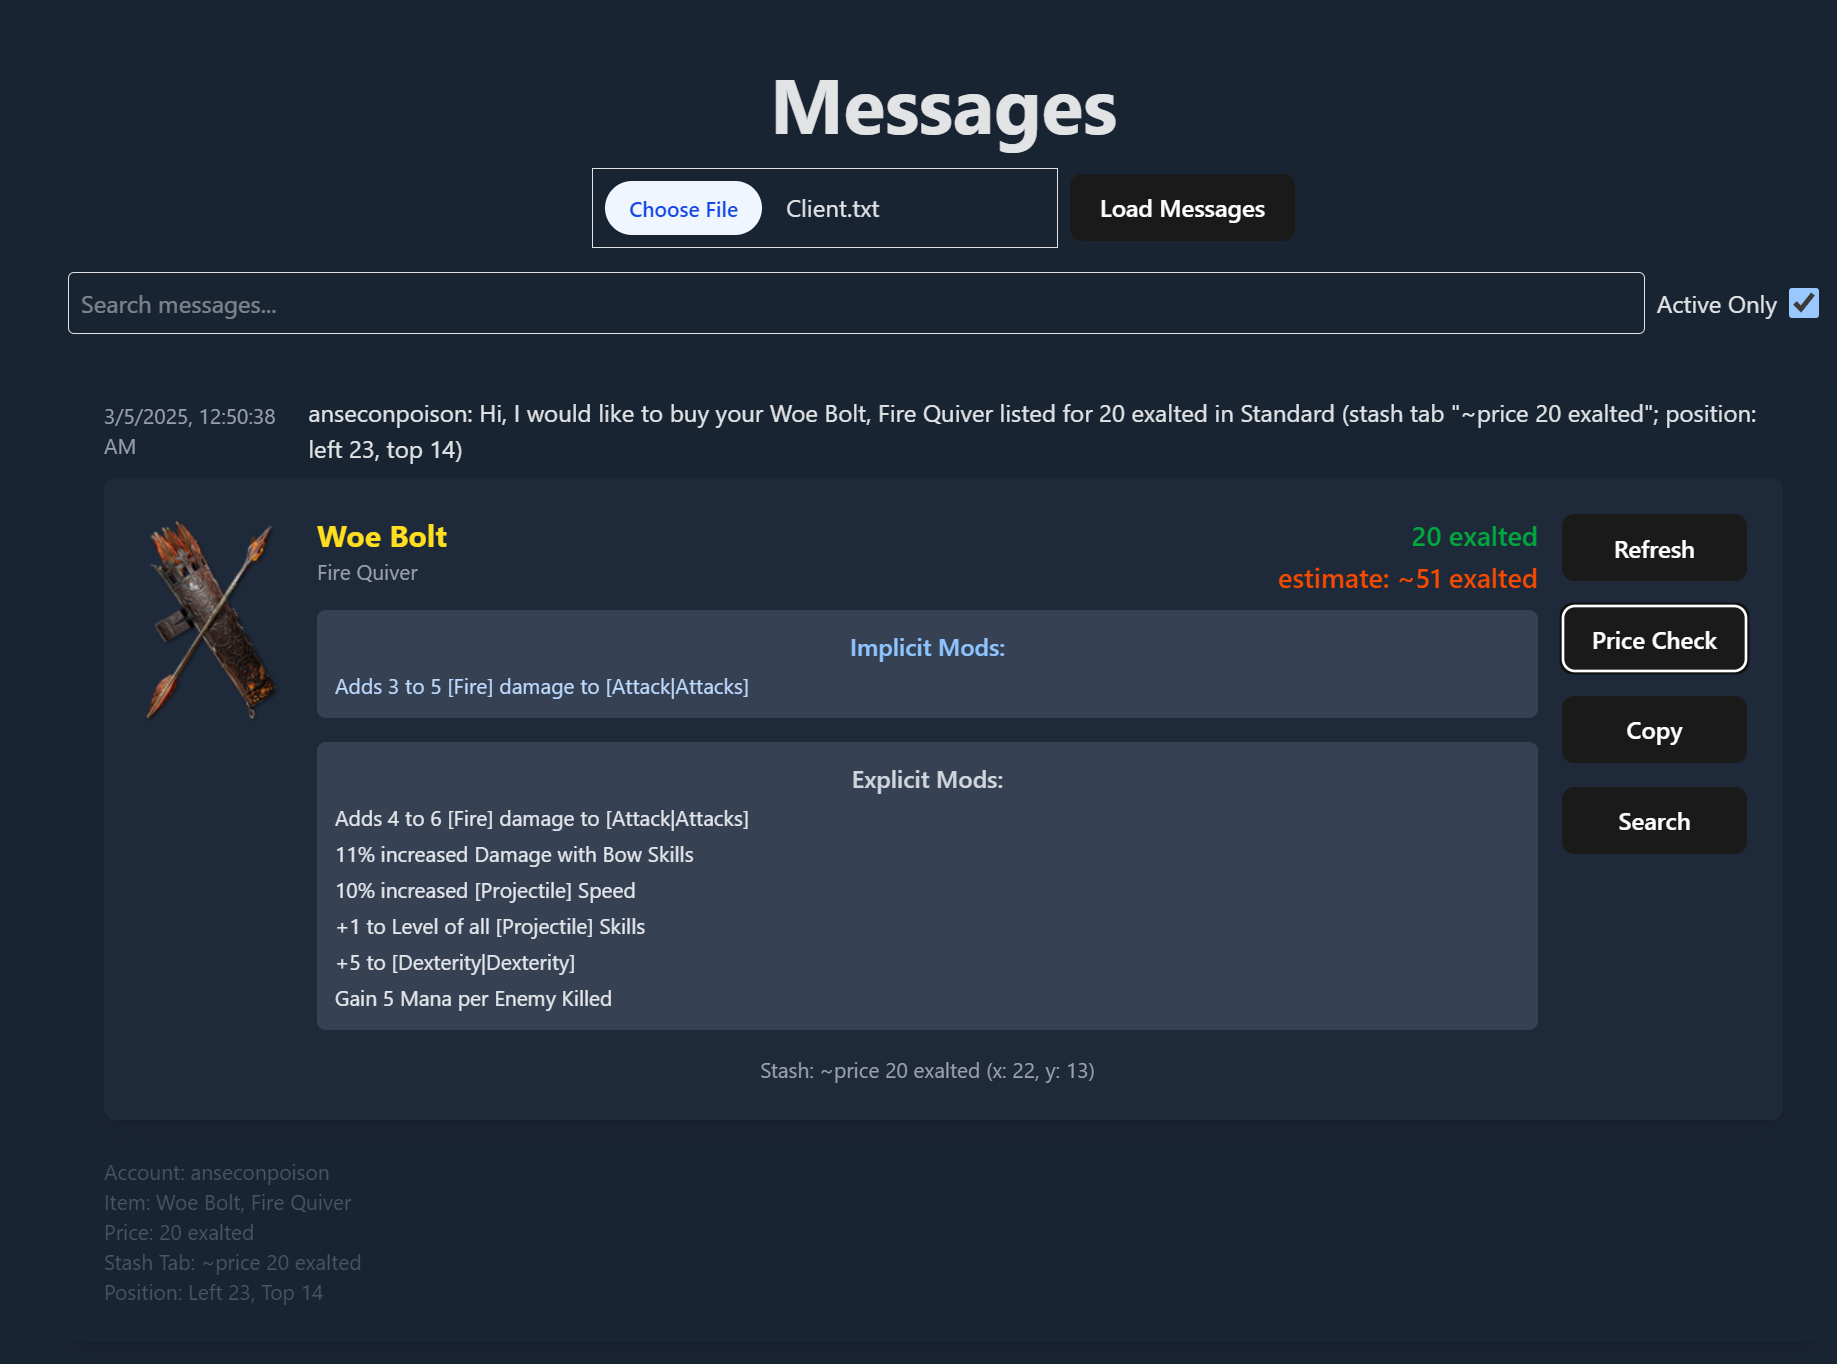 Messages
Choose File Client.txt Load Messages
Search messages... Active Only
3/5/2025, 12:50:38 AM
anseconpoison: Hi, I would like to buy your Woe Bolt, Fire Quiver listed for 20 exalted in Standard (stash tab "~price 20 exalted"; position:
left 23, top 14)
Woe Bolt
Fire Quiver
20 exalted
estimate: ~51 exalted
Refresh
Price Check
Copy
Search
Implicit Mods:
Adds 3 to 5 [Fire] damage to [Attack|Attacks]
Explicit Mods:
Adds 4 to 6 [Fire] damage to [Attack|Attacks]
11% increased Damage with Bow Skills
10% increased [Projectile] Speed
+1 to Level of all [Projectile] Skills
+5 to [Dexterity|Dexterity]
Gain 5 Mana per Enemy Killed
Stash: ~price 20 exalted (x: 22, y: 13)
Account: anseconpoison
Item: Woe Bolt, Fire Quiver
Price: 20 exalted
Stash Tab: ~price 20 exalted
Position: Left 23, Top 14